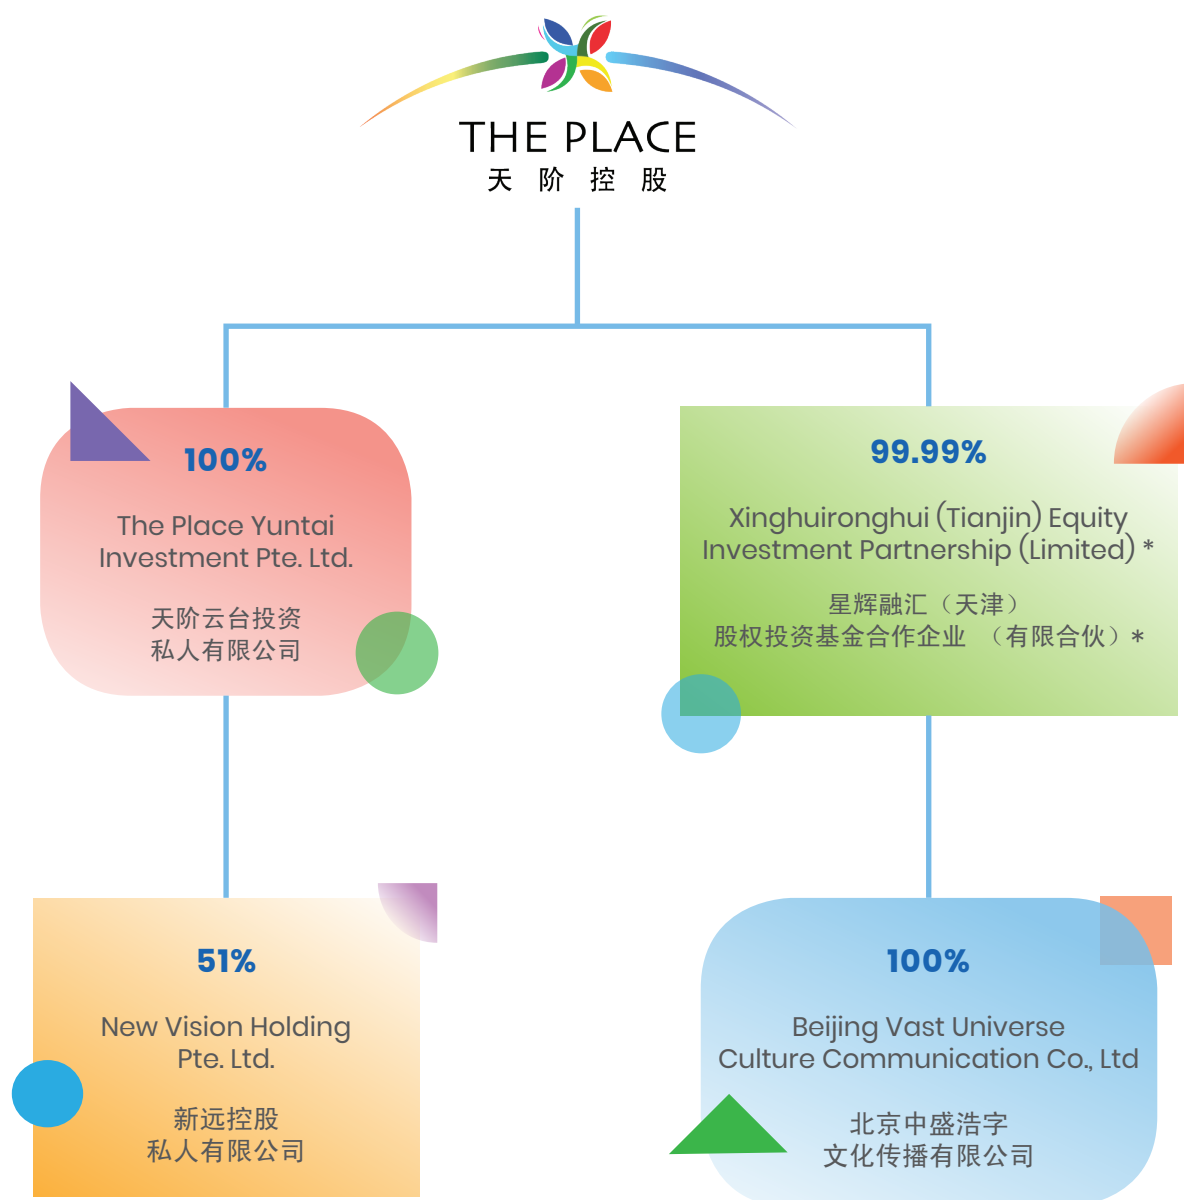 THE PLACE
天阶控股
100%
The Place Yuntai
Investment Pte. Ltd.
天阶云台投资
私人有限公司
99.99%
Xinghuironghui (Tianjin) Equity
Investment Partnership (Limited) *
星辉融汇（天津）
股权投资基金合作企业 （有限合伙）*
51%
New Vision Holding
Pte. Ltd.
新远控股
私人有限公司
100%
Beijing Vast Universe
Culture Communication Co., Ltd
北京中盛浩字
文化传播有限公司